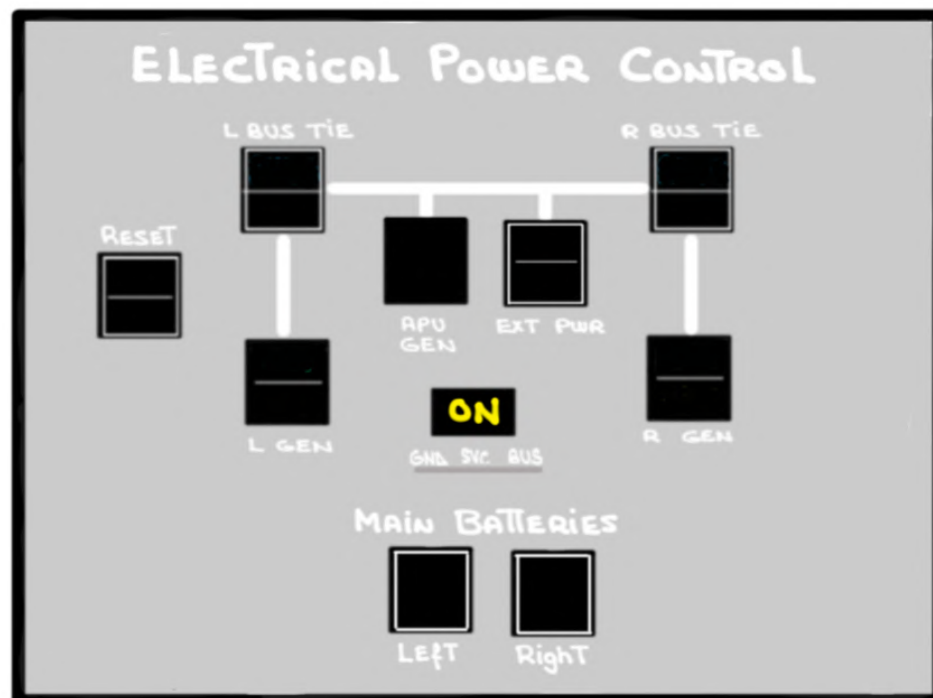 ELECTRICAL POWER CONTROL
L BUS TiE
R BUS TiE
RESET
APU
GEN
EXT PWR
L GEN
ON
R GEN
GND SVC BUS
MAiN BATTERiES
LEfT
RighT